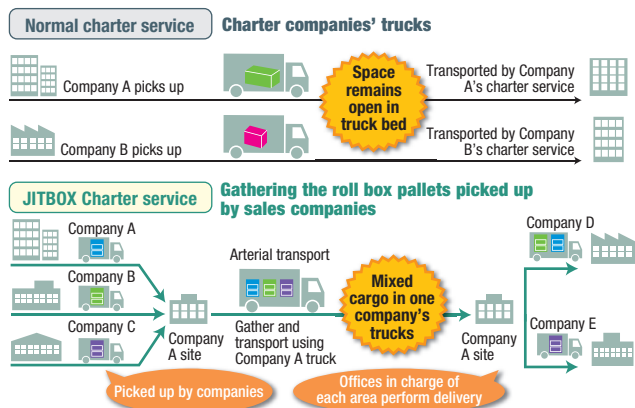 Normal charter service
Charter companies' trucks
Company A picks up
Space
remains
open in
truck bed
Transported by Company
A's charter service
Company B picks up
Transported by Company
B's charter service
JITBOX Charter service
Gathering the roll box pallets picked up
by sales companies
Company A
Company B
Company C
Company
A site
Arterial transport
Gather and
transport using
Company A truck
Mixed
cargo in one
company's
trucks
Company
A site
Company D
Company E
Picked up by companies
Offices in charge of
each area perform delivery